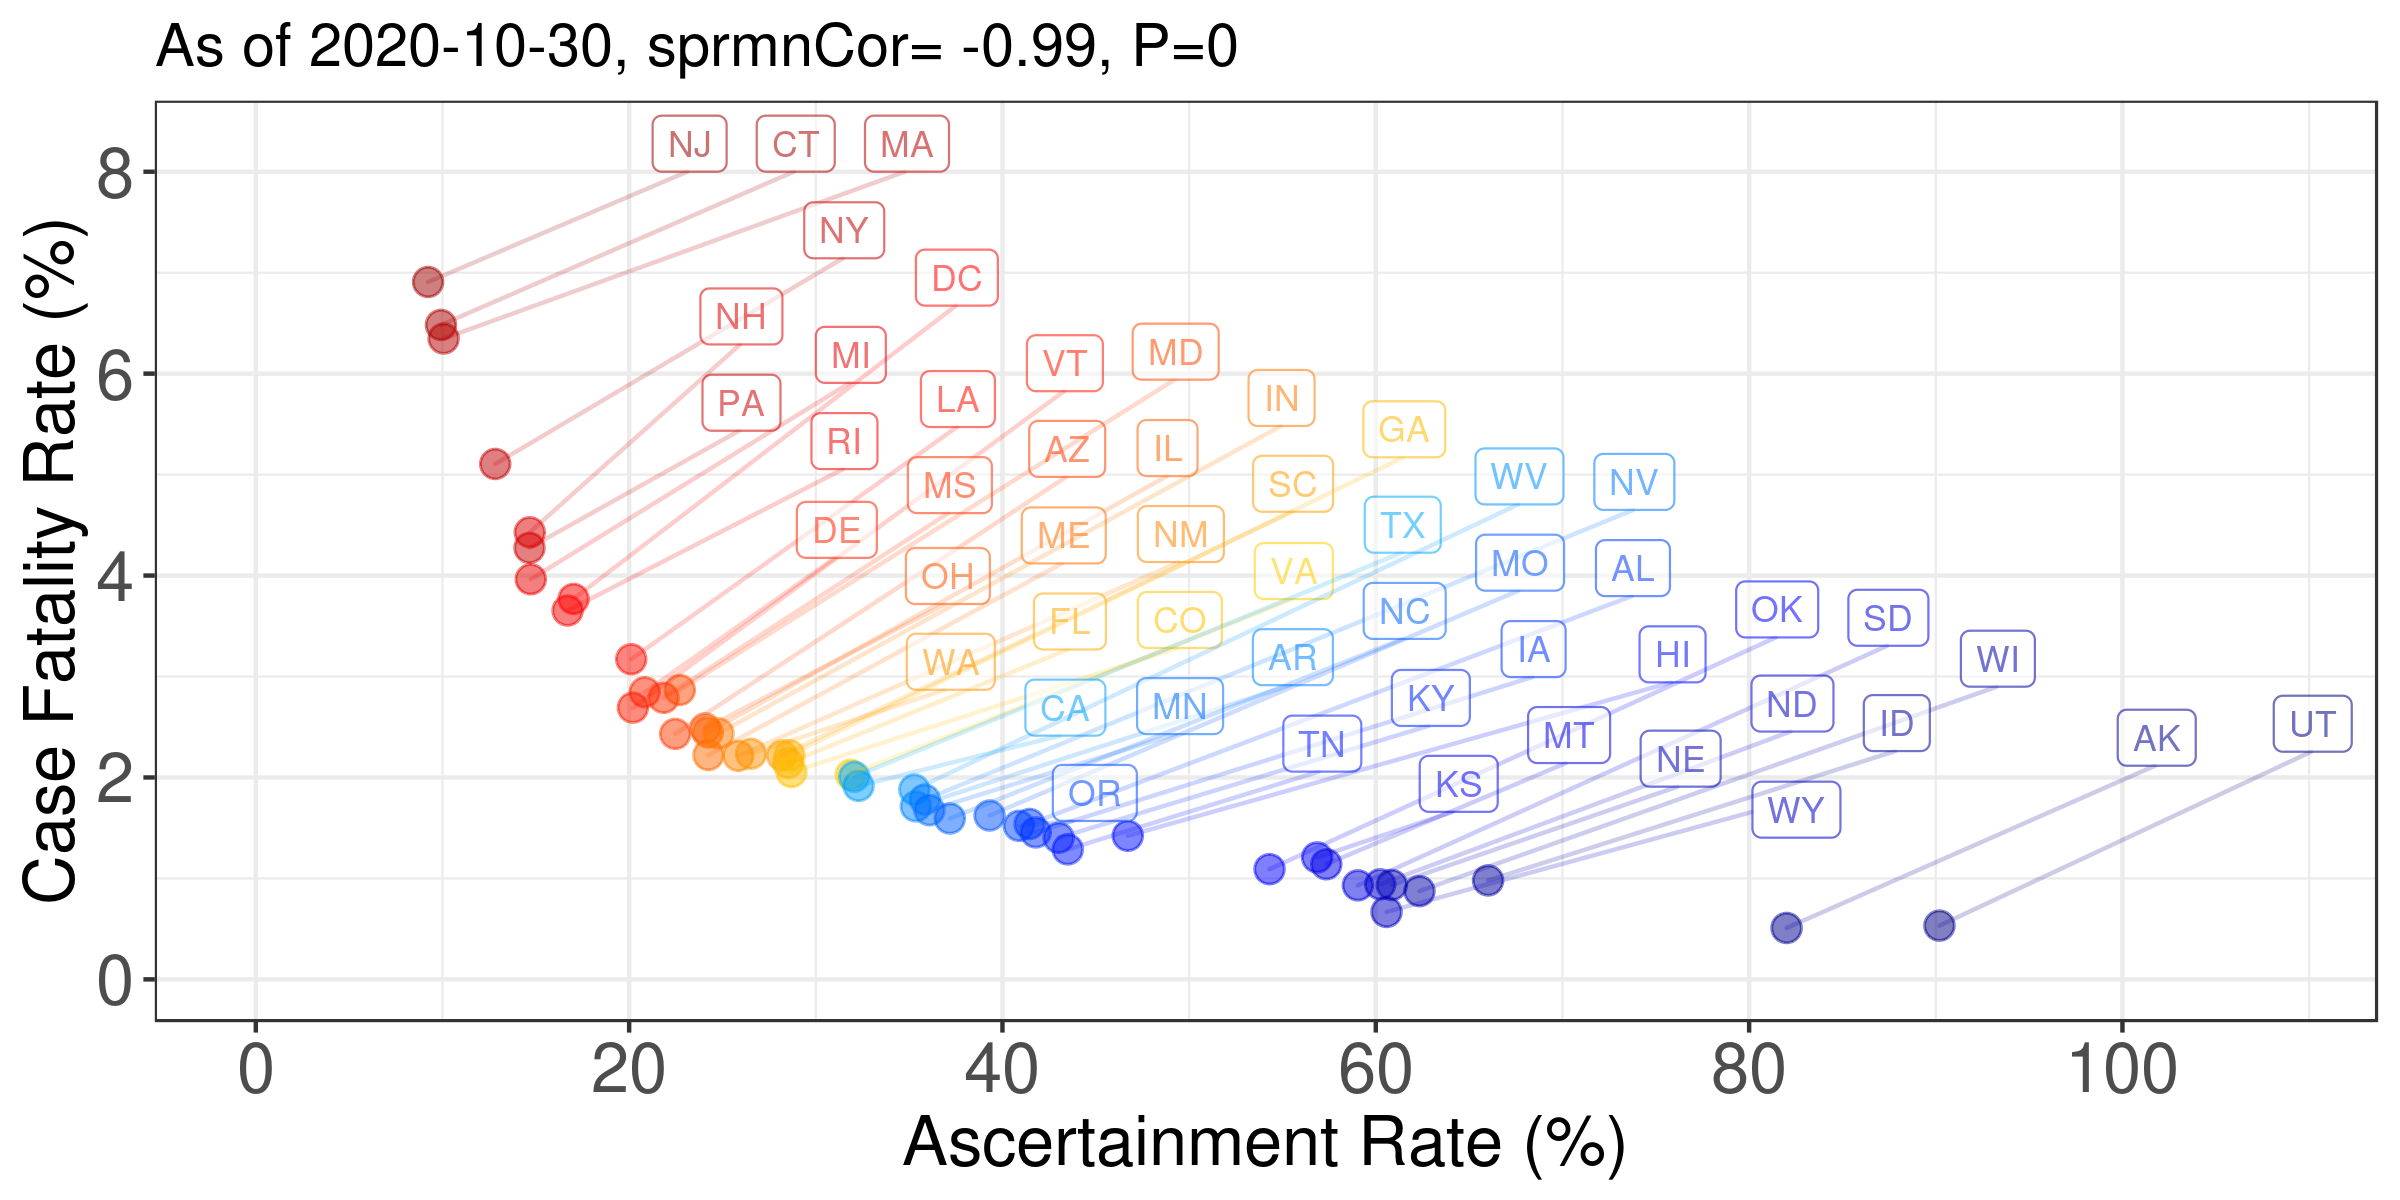 As of 2020-10-30, sprmnCor= -0.99, P=0
Case Fatality Rate (%)
8
6
4
2
0
NJ CT MA
NY
DC
NH
MI VT MD
PA LA IN
RI AZ IL GA
MS SC WV NV
DE ME NM TX
OH VA MO AL
FL CO NC OK SD
WA AR IA HI WI
CA MN KY ND
TN MT ID AK UT
OR KS NE
WY
0 20 40 60 80 100
Ascertainment Rate (%)